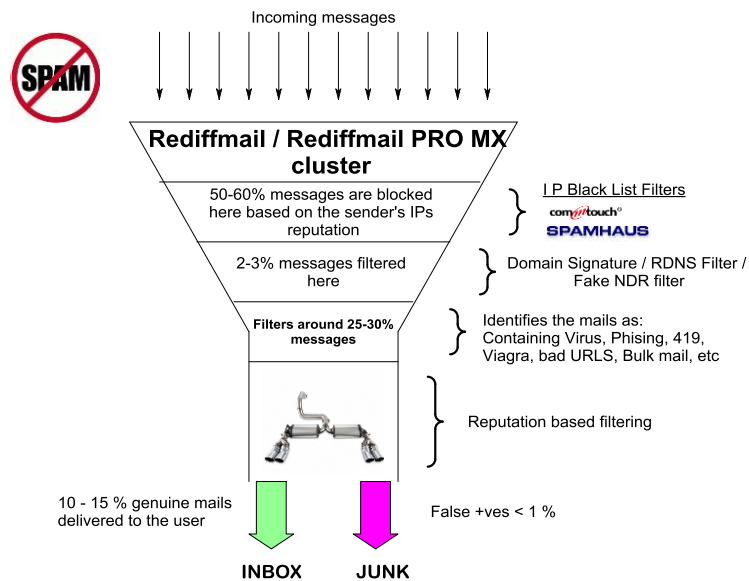 Incoming messages
SPAM
Rediffmail / Rediffmail PRO MX
cluster
50-60% messages are blocked
here based on the sender's IPs
reputation
I P Black List Filters
commtouch®
SPAMHAUS
2-3% messages filtered
here
Domain Signature / RDNS Filter /
Fake NDR filter
Filters around 25-30%
messages
Identifies the mails as:
Containing Virus, Phising, 419,
Viagra, bad URLS, Bulk mail, etc
Reputation based filtering
10 - 15 % genuine mails
delivered to the user
False +ves < 1 %
INBOX
JUNK